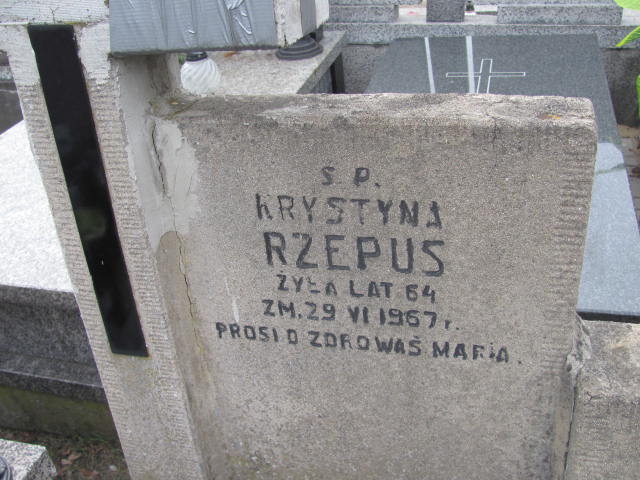 S.P.
KRYSTYNA
RZEPUS
ŻYŁA LAT 64
ZM. 29 VI 1967 r.
PROSI O ZDROWAŚ MARIA.